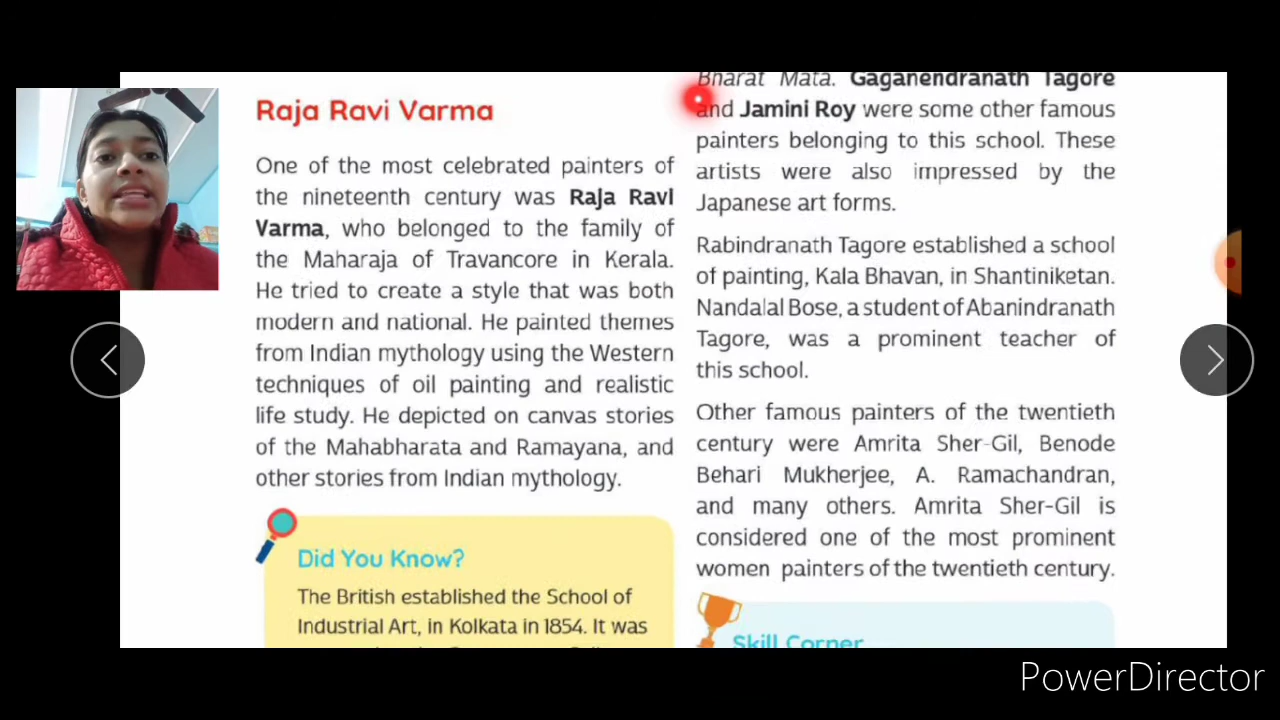 Raja Ravi Varma
One of the most celebrated painters of
the nineteenth century was Raja Ravi
Varma, who belonged to the family of
the Maharaja of Travancore in Kerala.
He tried to create a style that was both
modern and national. He painted themes
from Indian mythology using the Western
techniques of oil painting and realistic
life study. He depicted on canvas stories
of the Mahabharata and Ramayana, and
other stories from Indian mythology.
Did You Know?
The British established the School of
Industrial Art, in Kolkata in 1854. It was
Bharat Mata. Gaganendranath Tagore
and Jamini Roy were some other famous
painters belonging to this school. These
artists were also impressed by the
Japanese art forms.
Rabindranath Tagore established a school
of painting, Kala Bhavan, in Shantiniketan.
Nandalal Bose, a student of Abanindranath
Tagore, was a prominent teacher of
this school.
Other famous painters of the twentieth
century were Amrita Sher-Gil, Benode
Behari Mukherjee, A. Ramachandran,
and many others. Amrita Sher-Gil is
considered one of the most prominent
women painters of the twentieth century.
Skill Corner
PowerDirector